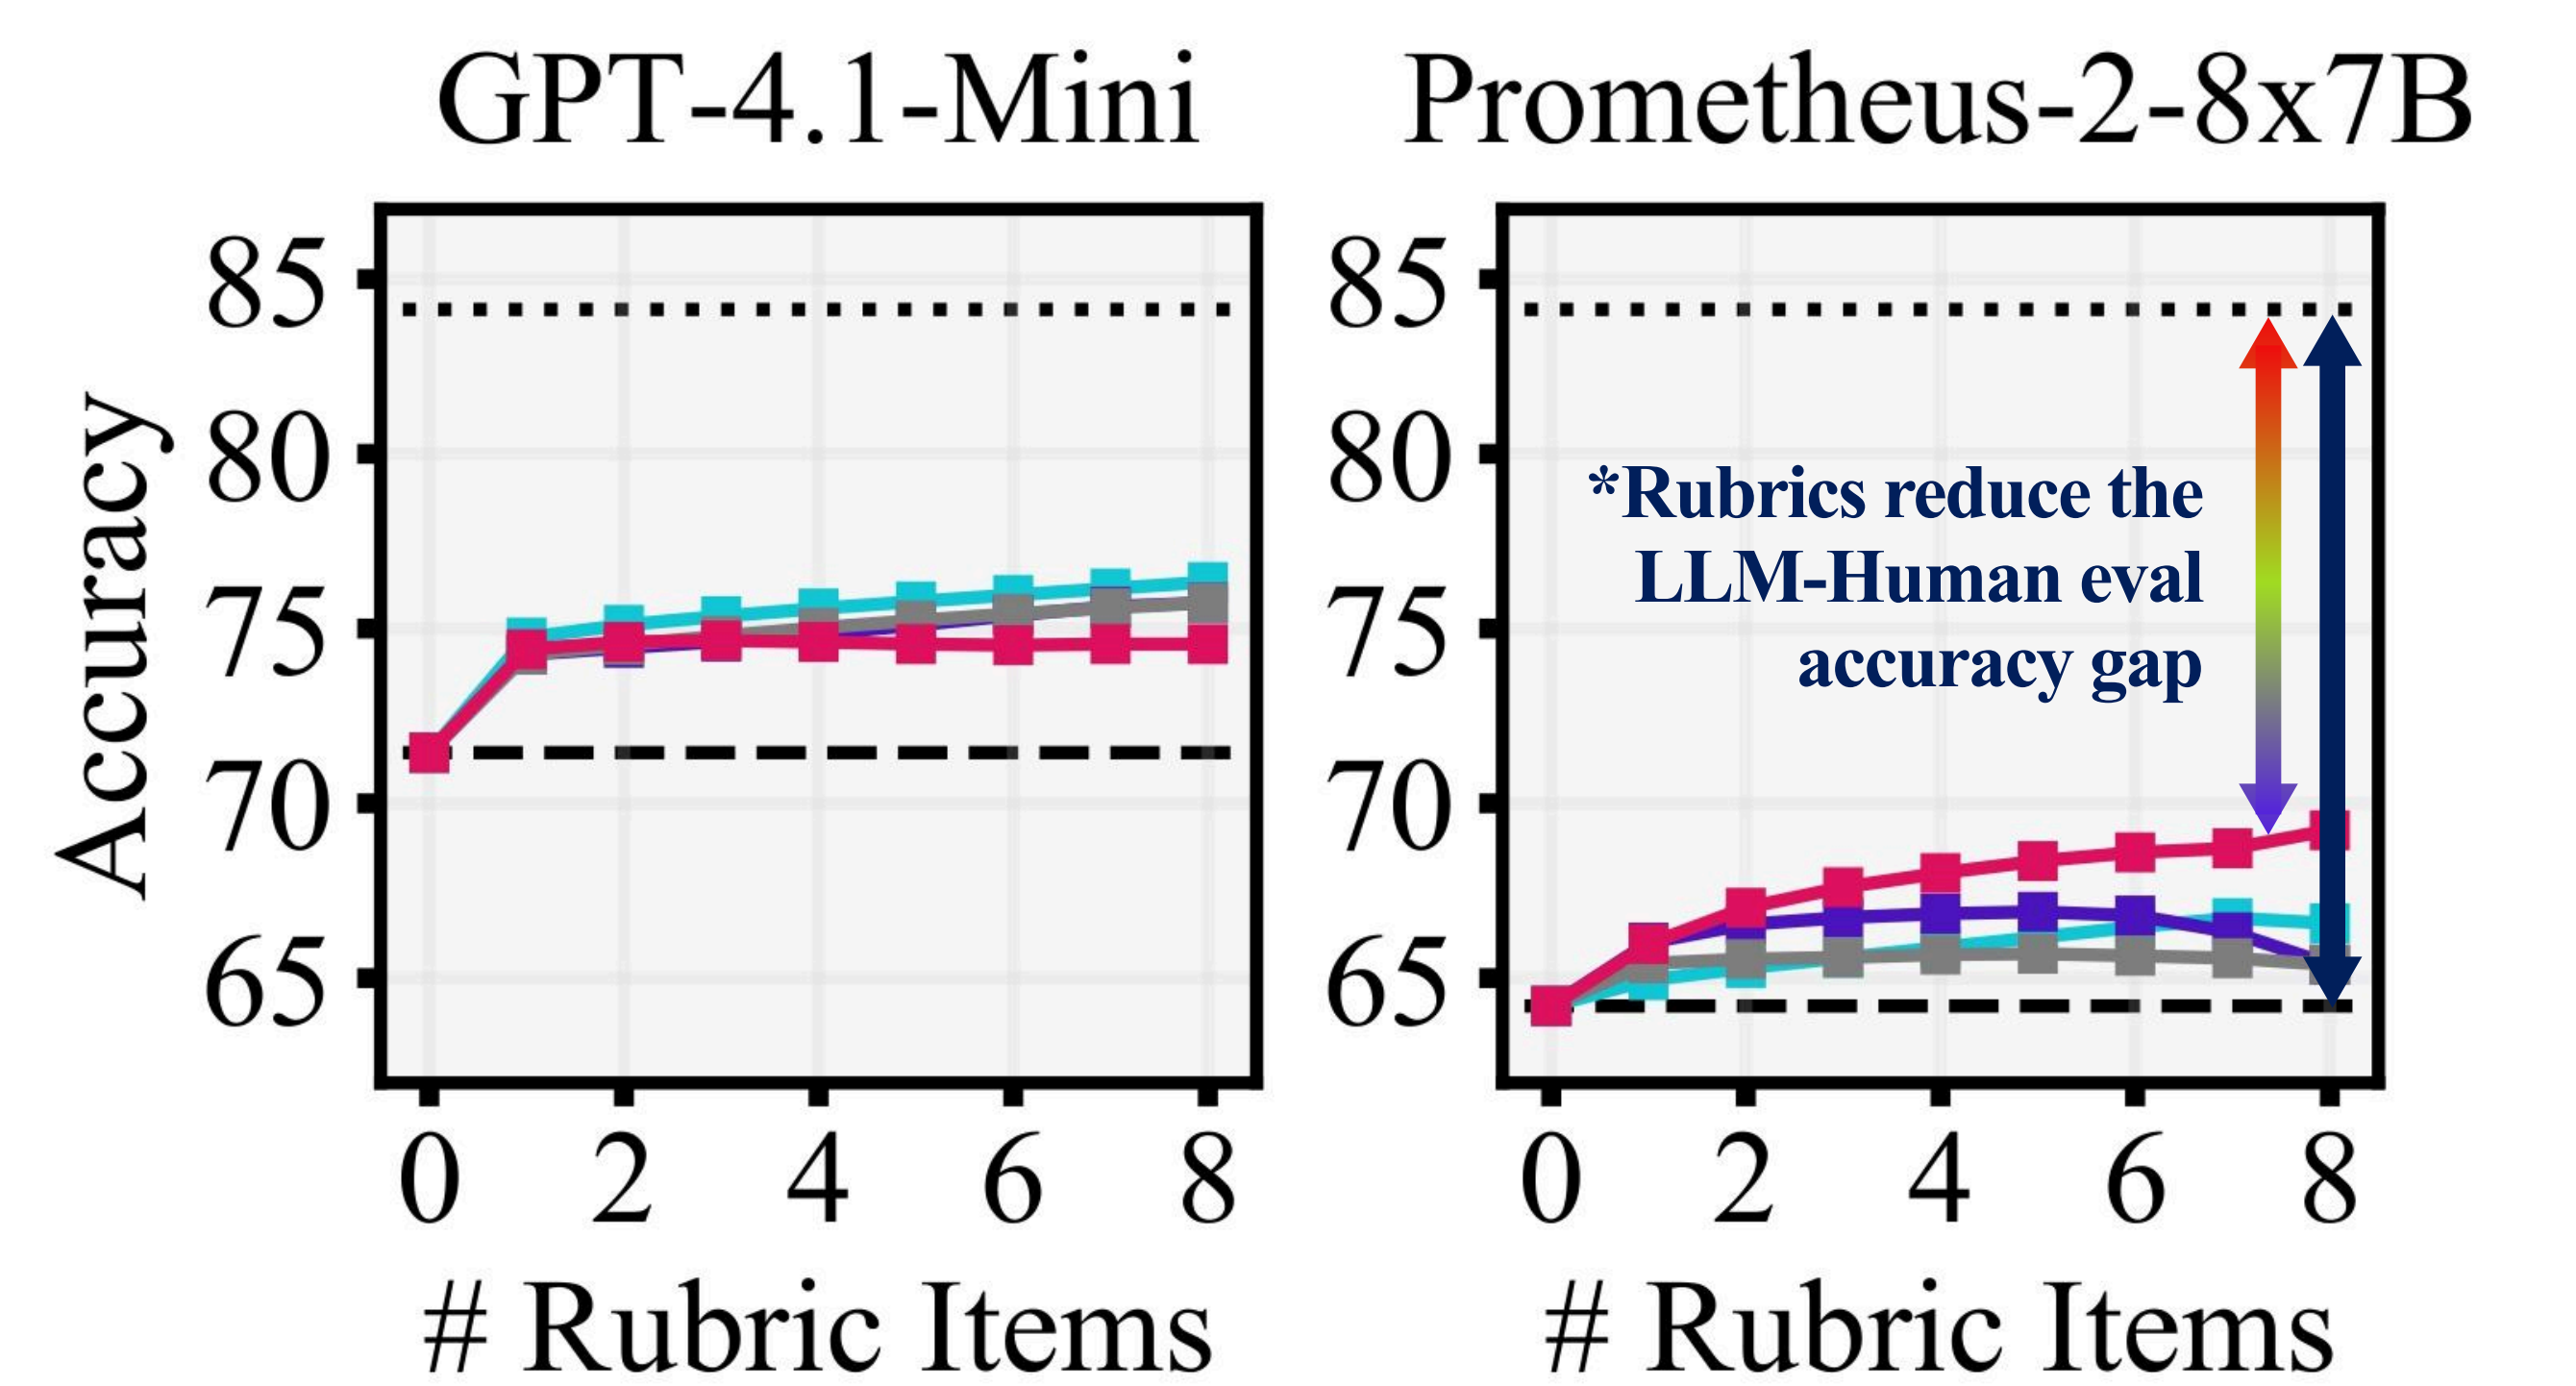 GPT-4.1-Mini
Accuracy
85
80
75
70
65
0 2 4 6 8
# Rubric Items
Prometheus-2-8x7B
85
80
75
70
65
*Rubrics reduce the
LLM-Human eval
accuracy gap
0 2 4 6 8
# Rubric Items